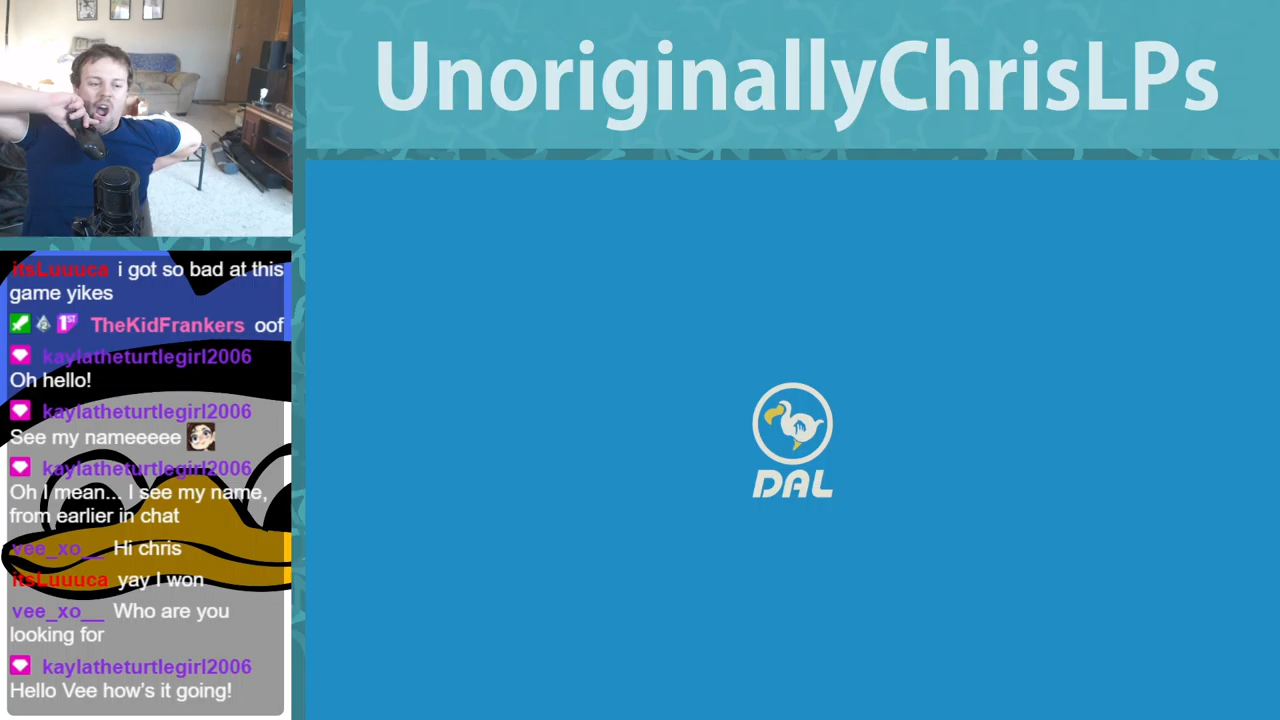 UnoriginallyChrisLPs
itsLuuuca i got so bad at this
game yikes
1ST TheKidFrankers oof
kaylatheturtlegirl2006
Oh hello!
kaylatheturtlegirl2006
See my nameeeee
kaylatheturtlegirl2006
Oh I mean... I see my name,
from earlier in chat
vee_xo__ Hi chris
itsLuuuca yay I won
vee_xo__ Who are you
looking for
kaylatheturtlegirl2006
Hello Vee how's it going!
DAL